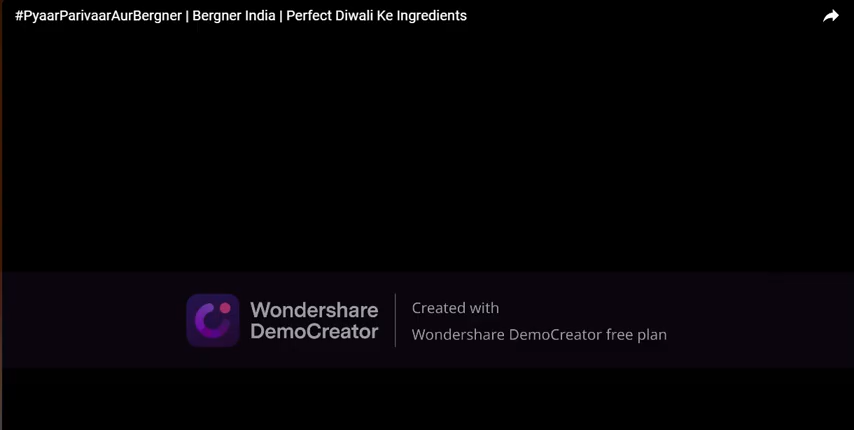 #PyaarParivaarAurBergner | Bergner India | Perfect Diwali Ke Ingredients
Wondershare
DemoCreator
Created with
Wondershare DemoCreator free plan